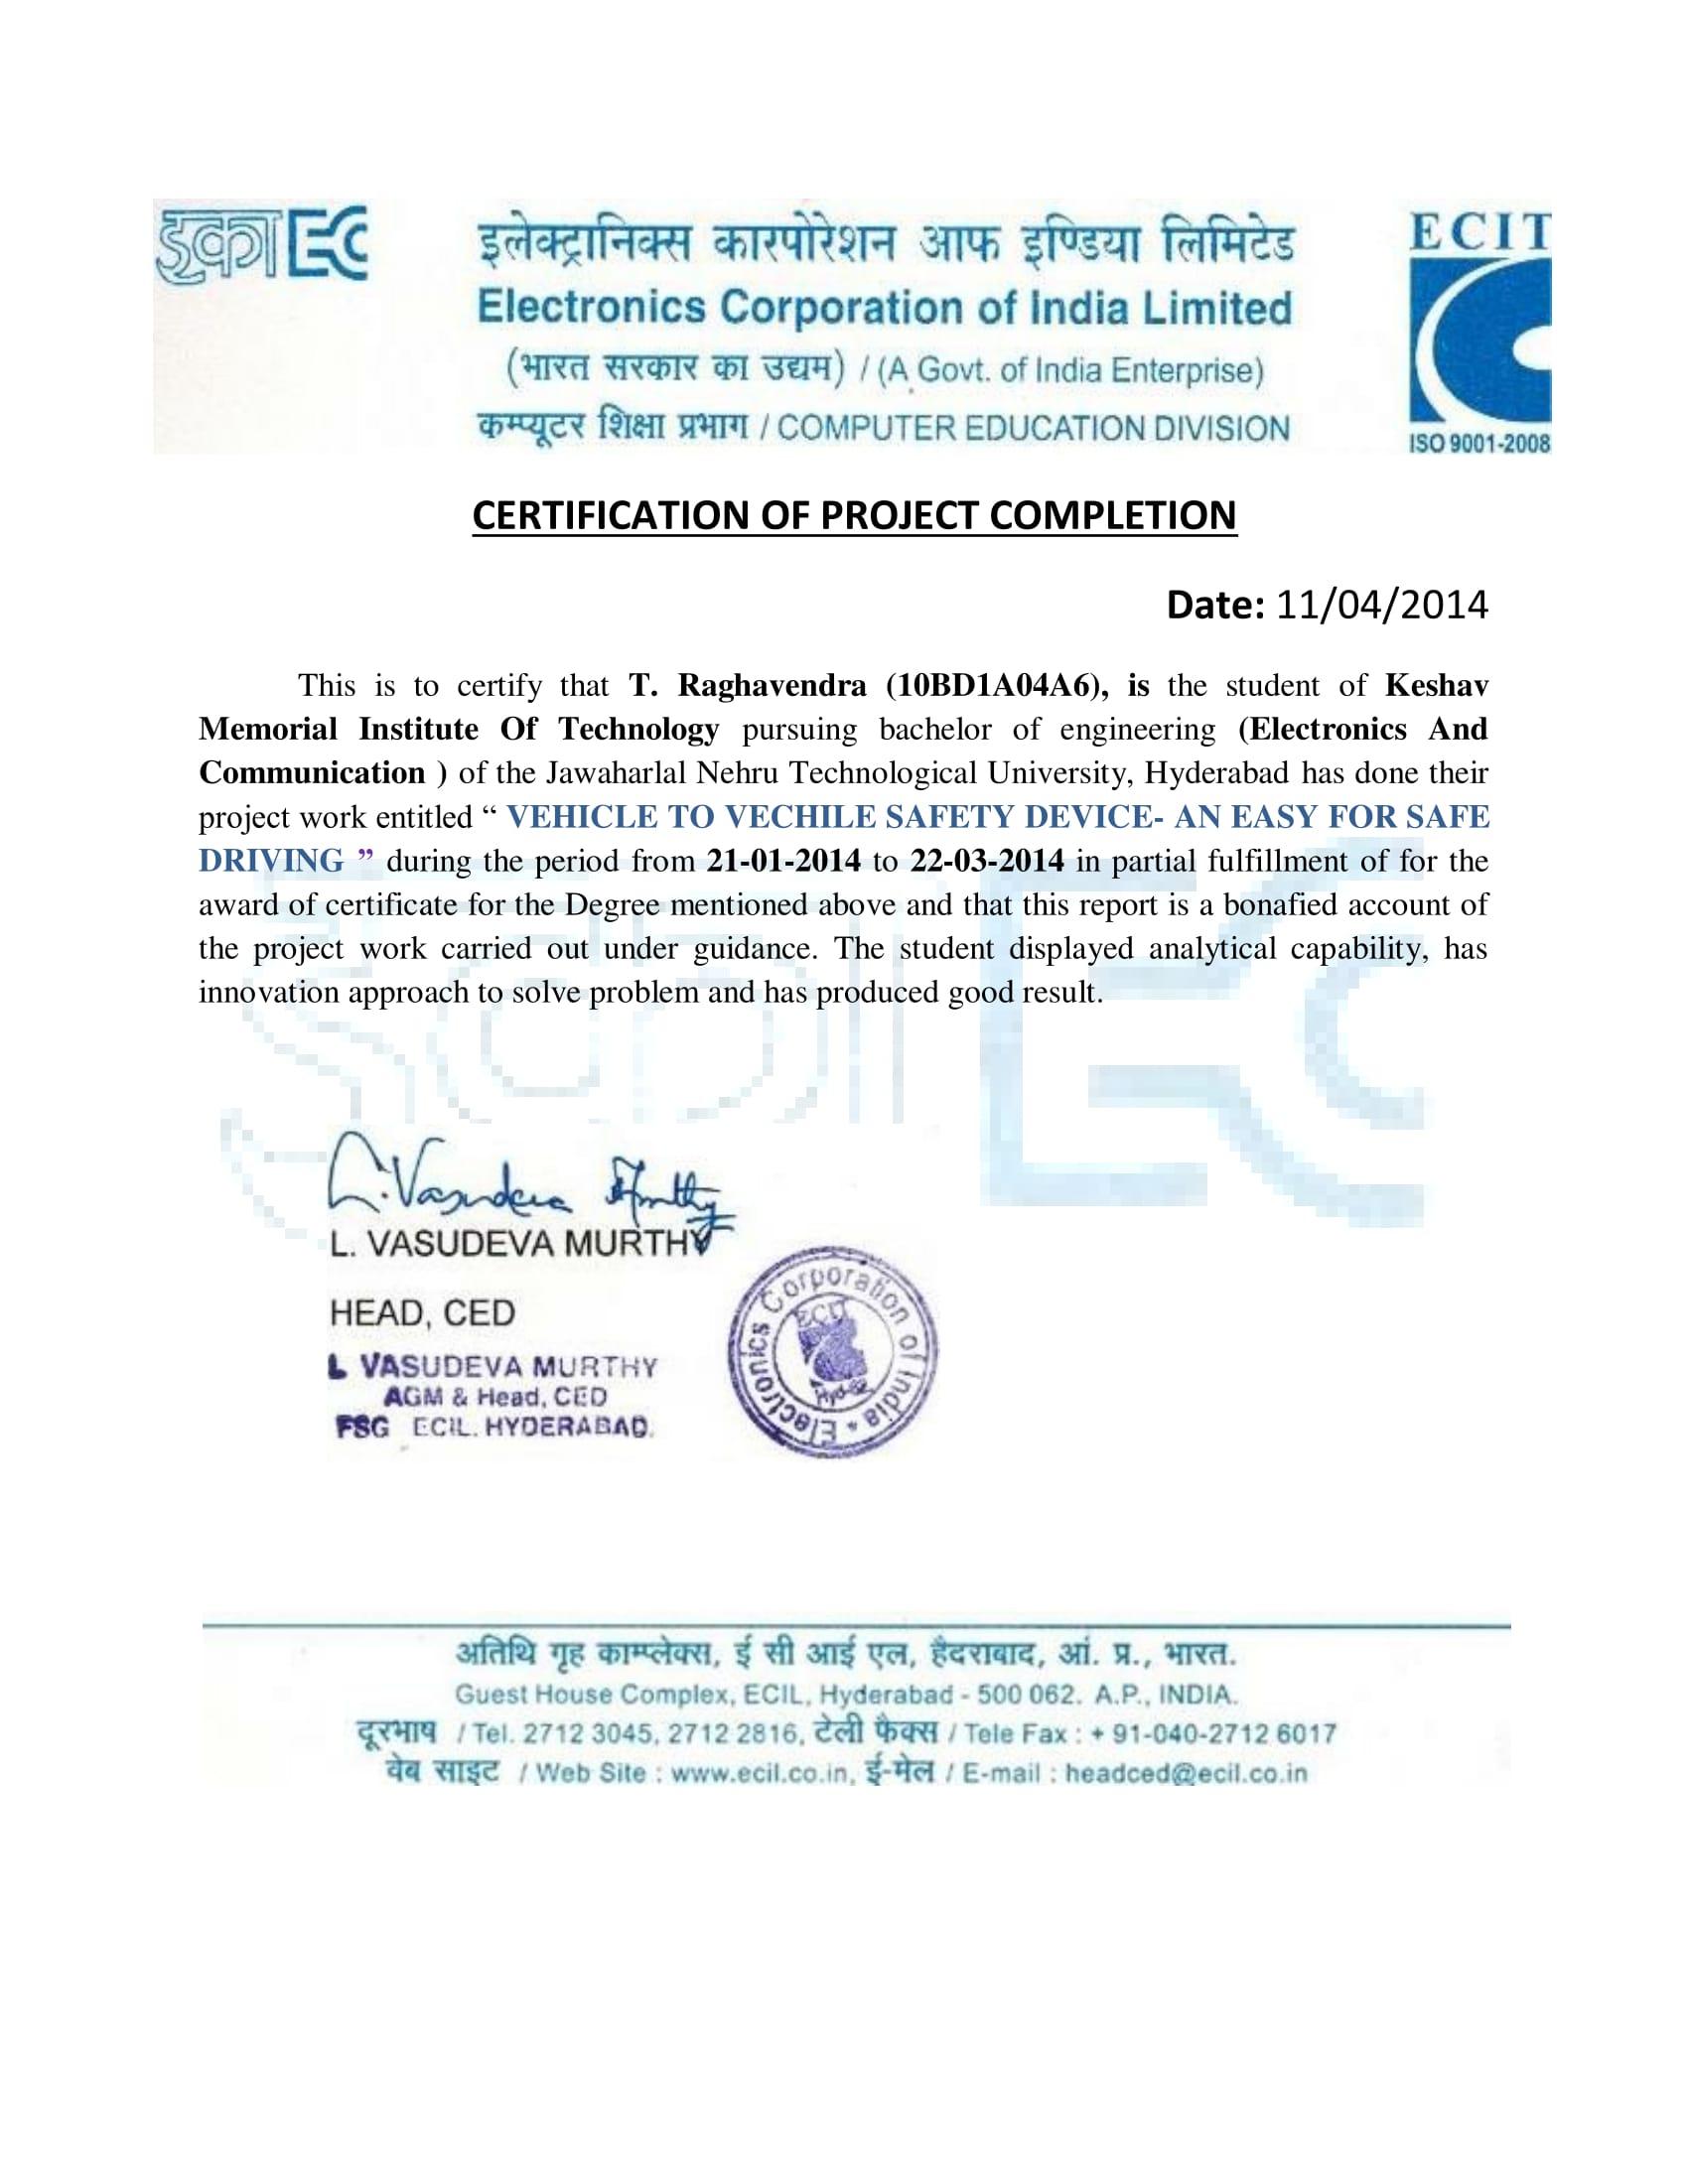 इका EC
इलेक्ट्रानिक्स कारपोरेशन आफ इण्डिया लिमिटेड
Electronics Corporation of India Limited
(भारत सरकार का उद्यम) / (A Govt. of India Enterprise)
कम्प्यूटर शिक्षा प्रभाग / COMPUTER EDUCATION DIVISION
ECIT
ISO 9001-2008
CERTIFICATION OF PROJECT COMPLETION
Date: 11/04/2014
This is to certify that T. Raghavendra (10BD1A04A6), is the student of Keshav
Memorial Institute Of Technology pursuing bachelor of engineering (Electronics And
Communication ) of the Jawaharlal Nehru Technological University, Hyderabad has done their
project work entitled “ VEHICLE TO VECHILE SAFETY DEVICE- AN EASY FOR SAFE
DRIVING ” during the period from 21-01-2014 to 22-03-2014 in partial fulfillment of for the
award of certificate for the Degree mentioned above and that this report is a bonafied account of
the project work carried out under guidance. The student displayed analytical capability, has
innovation approach to solve problem and has produced good result.
इका EC
L. Vasudeva Murthy
L. VASUDEVA MURTHY
HEAD, CED
L VASUDEVA MURTHY
AGM & Head, CED
FSG ECIL. HYDERABAD.
Electronics Corporation of India *
ECIT
Hyd-62
अतिथि गृह काम्प्लेक्स, ई सी आई एल, हैदराबाद, आं. प्र., भारत.
Guest House Complex, ECIL, Hyderabad - 500 062. A.P., INDIA.
दूरभाष / Tel. 2712 3045, 2712 2816, टेली फैक्स / Tele Fax : + 91-040-2712 6017
वेब साइट / Web Site : www.ecil.co.in, ई-मेल / E-mail : headced@ecil.co.in